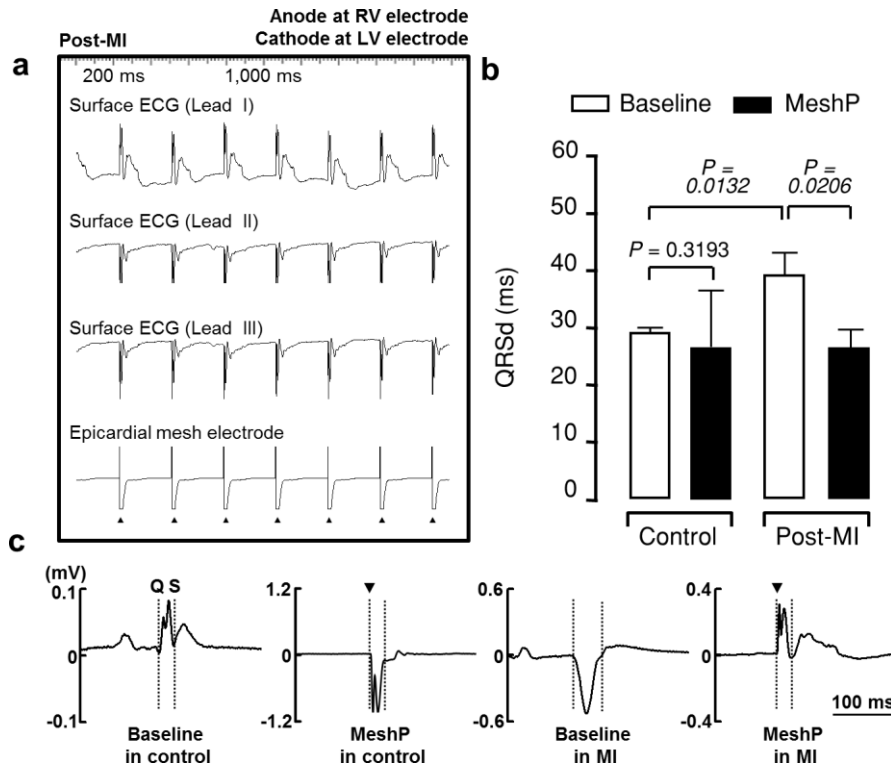 Anode at RV electrode
Post-MI Cathode at LV electrode
a
200 ms 1,000 ms
Surface ECG (Lead I)
Surface ECG (Lead II)
Surface ECG (Lead III)
Epicardial mesh electrode
b
Baseline MeshP
60
50
40
30
20
10
0
QRSd (ms)
P =
0.0132
P =
0.0206
P = 0.3193
Control Post-MI
c
(mV)
0.1
0
-0.1
Q S
Baseline
in control
1.2
0
-1.2
MeshP
in control
0.6
0
-0.6
Baseline
in MI
0.4
0
-0.4
MeshP
in MI
100 ms